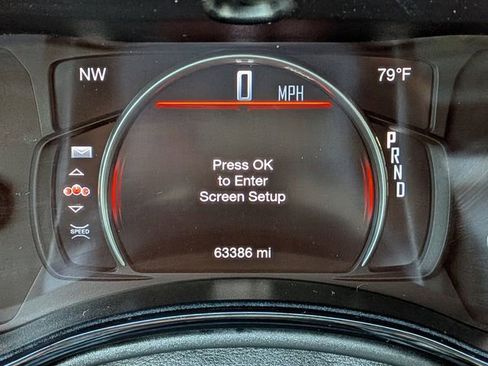 NW
0 MPH
79°F
Press OK
to Enter
Screen Setup
63386 mi
P
R
N
D
SPEED